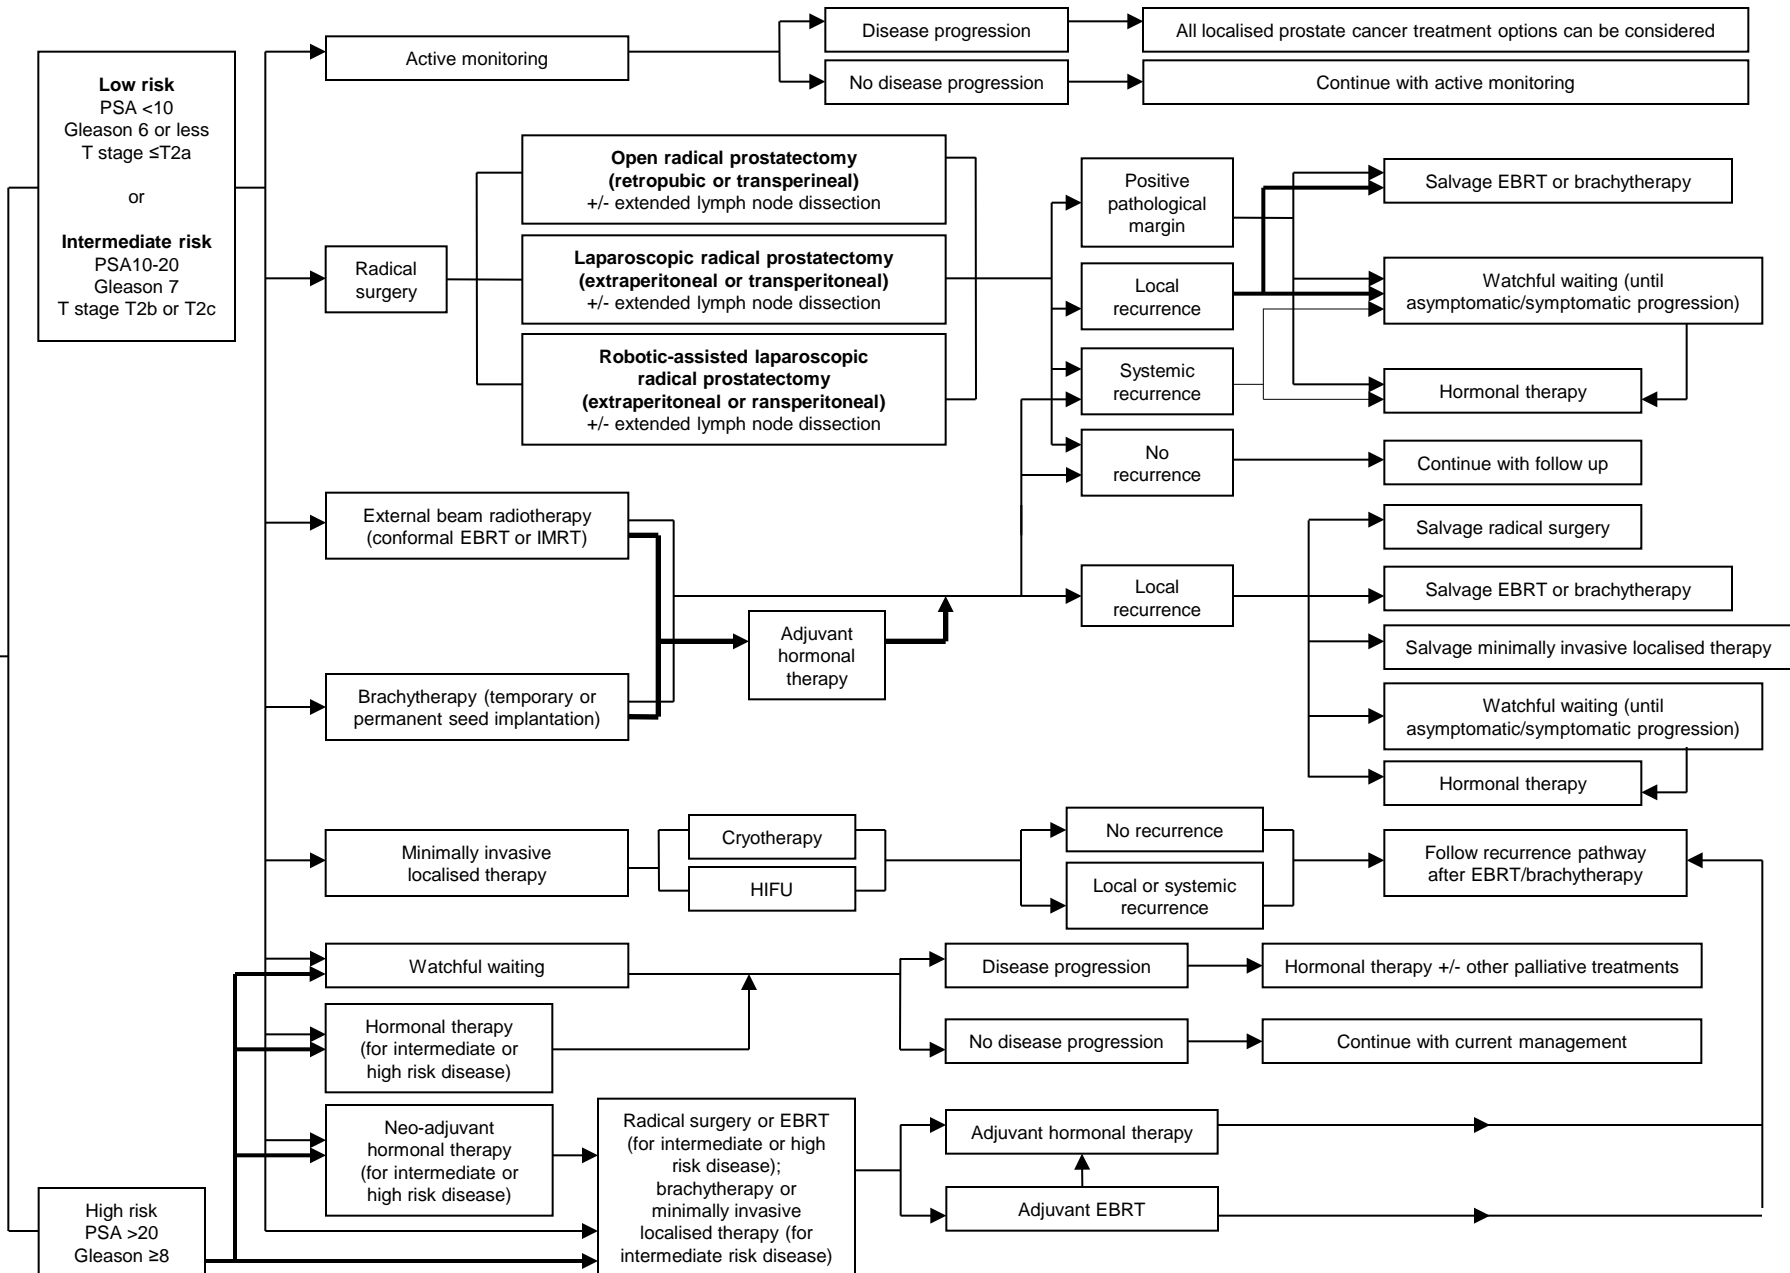 Low risk
PSA <10
Gleason 6 or less
T stage ≤T2a
or
Intermediate risk
PSA10-20
Gleason 7
T stage T2b or T2c
High risk
PSA >20
Gleason ≥8
Active monitoring
Disease progression
All localised prostate cancer treatment options can be considered
No disease progression
Continue with active monitoring
Radical
surgery
Open radical prostatectomy
(retropubic or transperineal)
+/- extended lymph node dissection
Laparoscopic radical prostatectomy
(extraperitoneal or transperitoneal)
+/- extended lymph node dissection
Robotic-assisted laparoscopic
radical prostatectomy
(extraperitoneal or ransperitoneal)
+/- extended lymph node dissection
Positive
pathological
margin
Local
recurrence
Systemic
recurrence
No
recurrence
Salvage EBRT or brachytherapy
Watchful waiting (until
asymptomatic/symptomatic progression)
Hormonal therapy
Continue with follow up
External beam radiotherapy
(conformal EBRT or IMRT)
Brachytherapy (temporary or
permanent seed implantation)
Adjuvant
hormonal
therapy
Local
recurrence
Salvage radical surgery
Salvage EBRT or brachytherapy
Salvage minimally invasive localised therapy
Watchful waiting (until
asymptomatic/symptomatic progression)
Hormonal therapy
Minimally invasive
localised therapy
Cryotherapy
HIFU
No recurrence
Local or systemic
recurrence
Follow recurrence pathway
after EBRT/brachytherapy
Watchful waiting
Hormonal therapy
(for intermediate or
high risk disease)
Disease progression
Hormonal therapy +/- other palliative treatments
No disease progression
Continue with current management
Neo-adjuvant
hormonal therapy
(for intermediate or
high risk disease)
Radical surgery or EBRT
(for intermediate or high
risk disease);
brachytherapy or
minimally invasive
localised therapy (for
intermediate risk disease)
Adjuvant hormonal therapy
Adjuvant EBRT